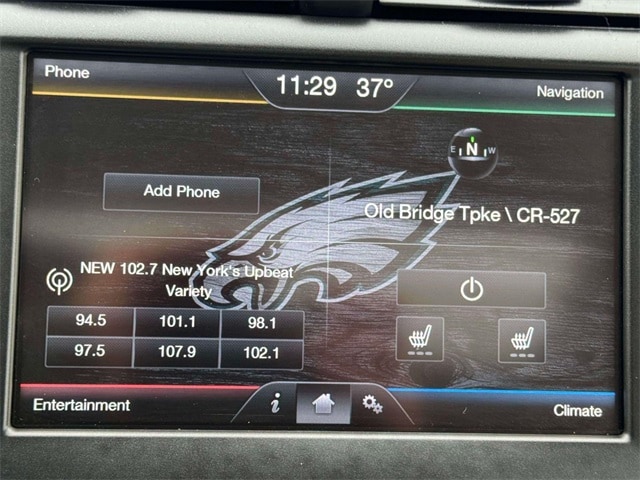 Phone
11:29 37°
Navigation
E N W
Add Phone
Old Bridge Tpke \ CR-527
NEW 102.7 New York's Upbeat
Variety
94.5 101.1 98.1
97.5 107.9 102.1
Entertainment
i
Climate